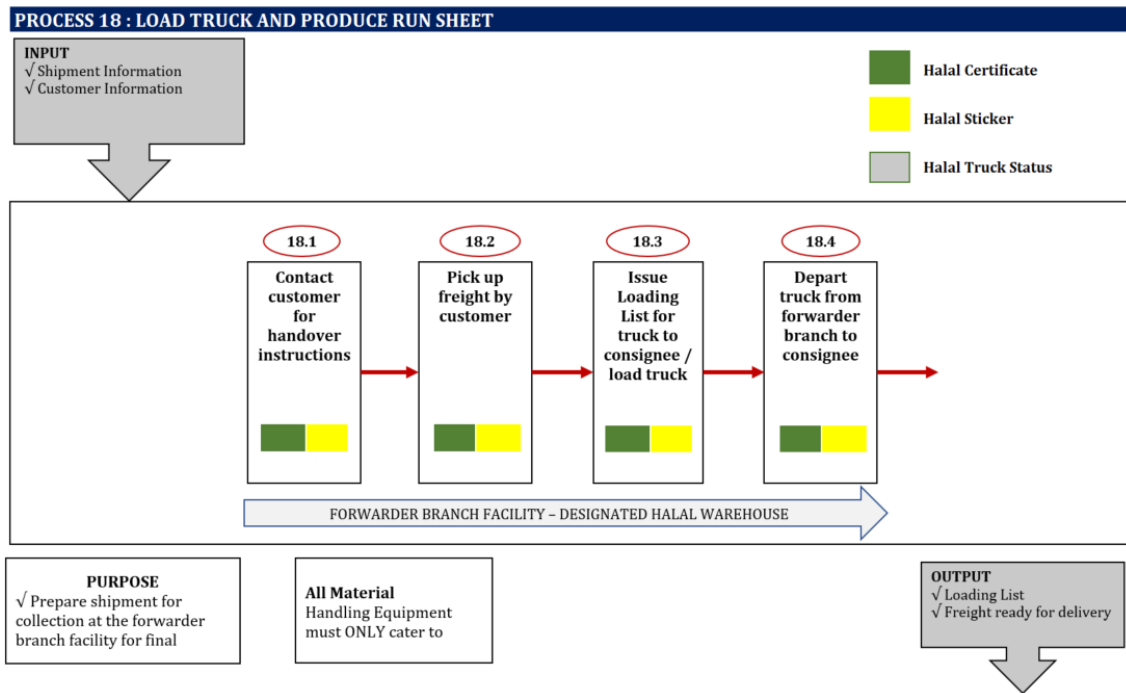 PROCESS 18 : LOAD TRUCK AND PRODUCE RUN SHEET
INPUT
√ Shipment Information
√ Customer Information
Halal Certificate
Halal Sticker
Halal Truck Status
18.1
Contact
customer
for
handover
instructions
18.2
Pick up
freight by
customer
18.3
Issue
Loading
List for
truck to
consignee /
load truck
18.4
Depart
truck from
forwarder
branch to
consignee
FORWARDER BRANCH FACILITY – DESIGNATED HALAL WAREHOUSE
PURPOSE
√ Prepare shipment for
collection at the forwarder
branch facility for final
All Material
Handling Equipment
must ONLY cater to
OUTPUT
√ Loading List
√ Freight ready for delivery